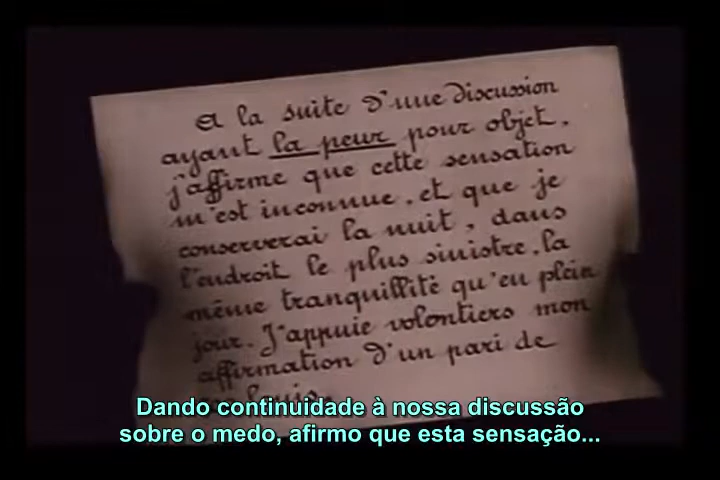 A la suite d'une discussion
ayant la peur pour objet,
j'affirme que cette sensation
m'est inconnue, et que je
conserverai la nuit, dans
l'endroit le plus sinistre, la
même tranquillité qu'en plein
jour. J'appuie volontiers mon
affirmation d'un pari de
Dando continuidade à nossa discussão
sobre o medo, afirmo que esta sensação...